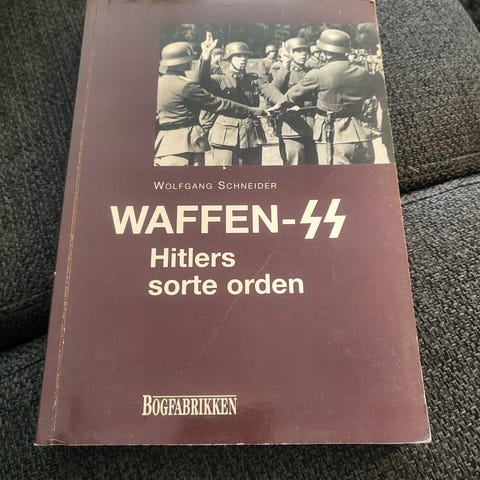 WOLFGANG SCHNEIDER
WAFFEN-SS
Hitlers
sorte orden
BOGFABRIKKEN